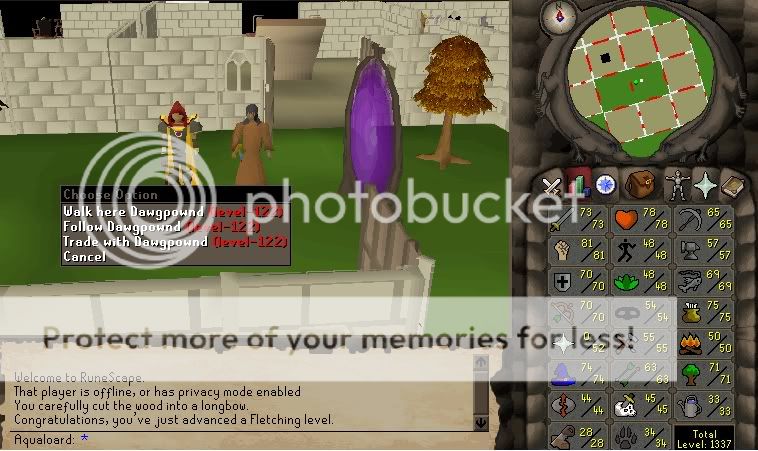 Choose Option
Walk here Dawgpownd (level-122)
Follow Dawgpownd (level-122)
Trade with Dawgpownd (level-122)
Cancel
photobucket
Protect more of your memories for less!
Welcome to RuneScape.
That player is offline, or has privacy mode enabled
You carefully cut the wood into a longbow.
Congratulations, you've just advanced a Fletching level.
Aqualoard: *
73/73 78/78 65/65
81/81 48/48 57/57
70/70 48/48 69/69
70/70 54/54 75/75
/52 55/55 50/50
74/74 63/63 71/71
44/44 45/45 33/33
28/28 34/34 Total
Level: 1337